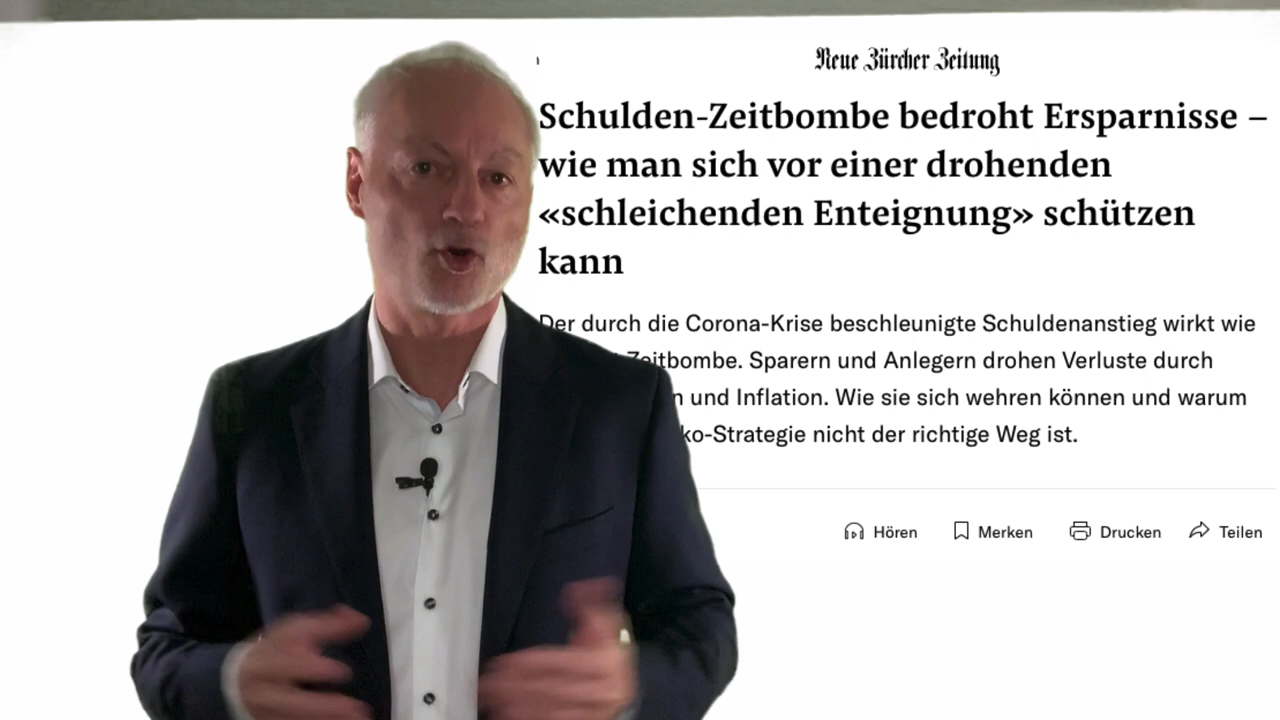 Neue Zürcher Zeitung
Schulden-Zeitbombe bedroht Ersparnisse –
wie man sich vor einer drohenden
«schleichenden Enteignung» schützen
kann
Der durch die Corona-Krise beschleunigte Schuldenanstieg wirkt wie
Zeitbombe. Sparern und Anlegern drohen Verluste durch
und Inflation. Wie sie sich wehren können und warum
ko-Strategie nicht der richtige Weg ist.
Hören Merken Drucken Teilen